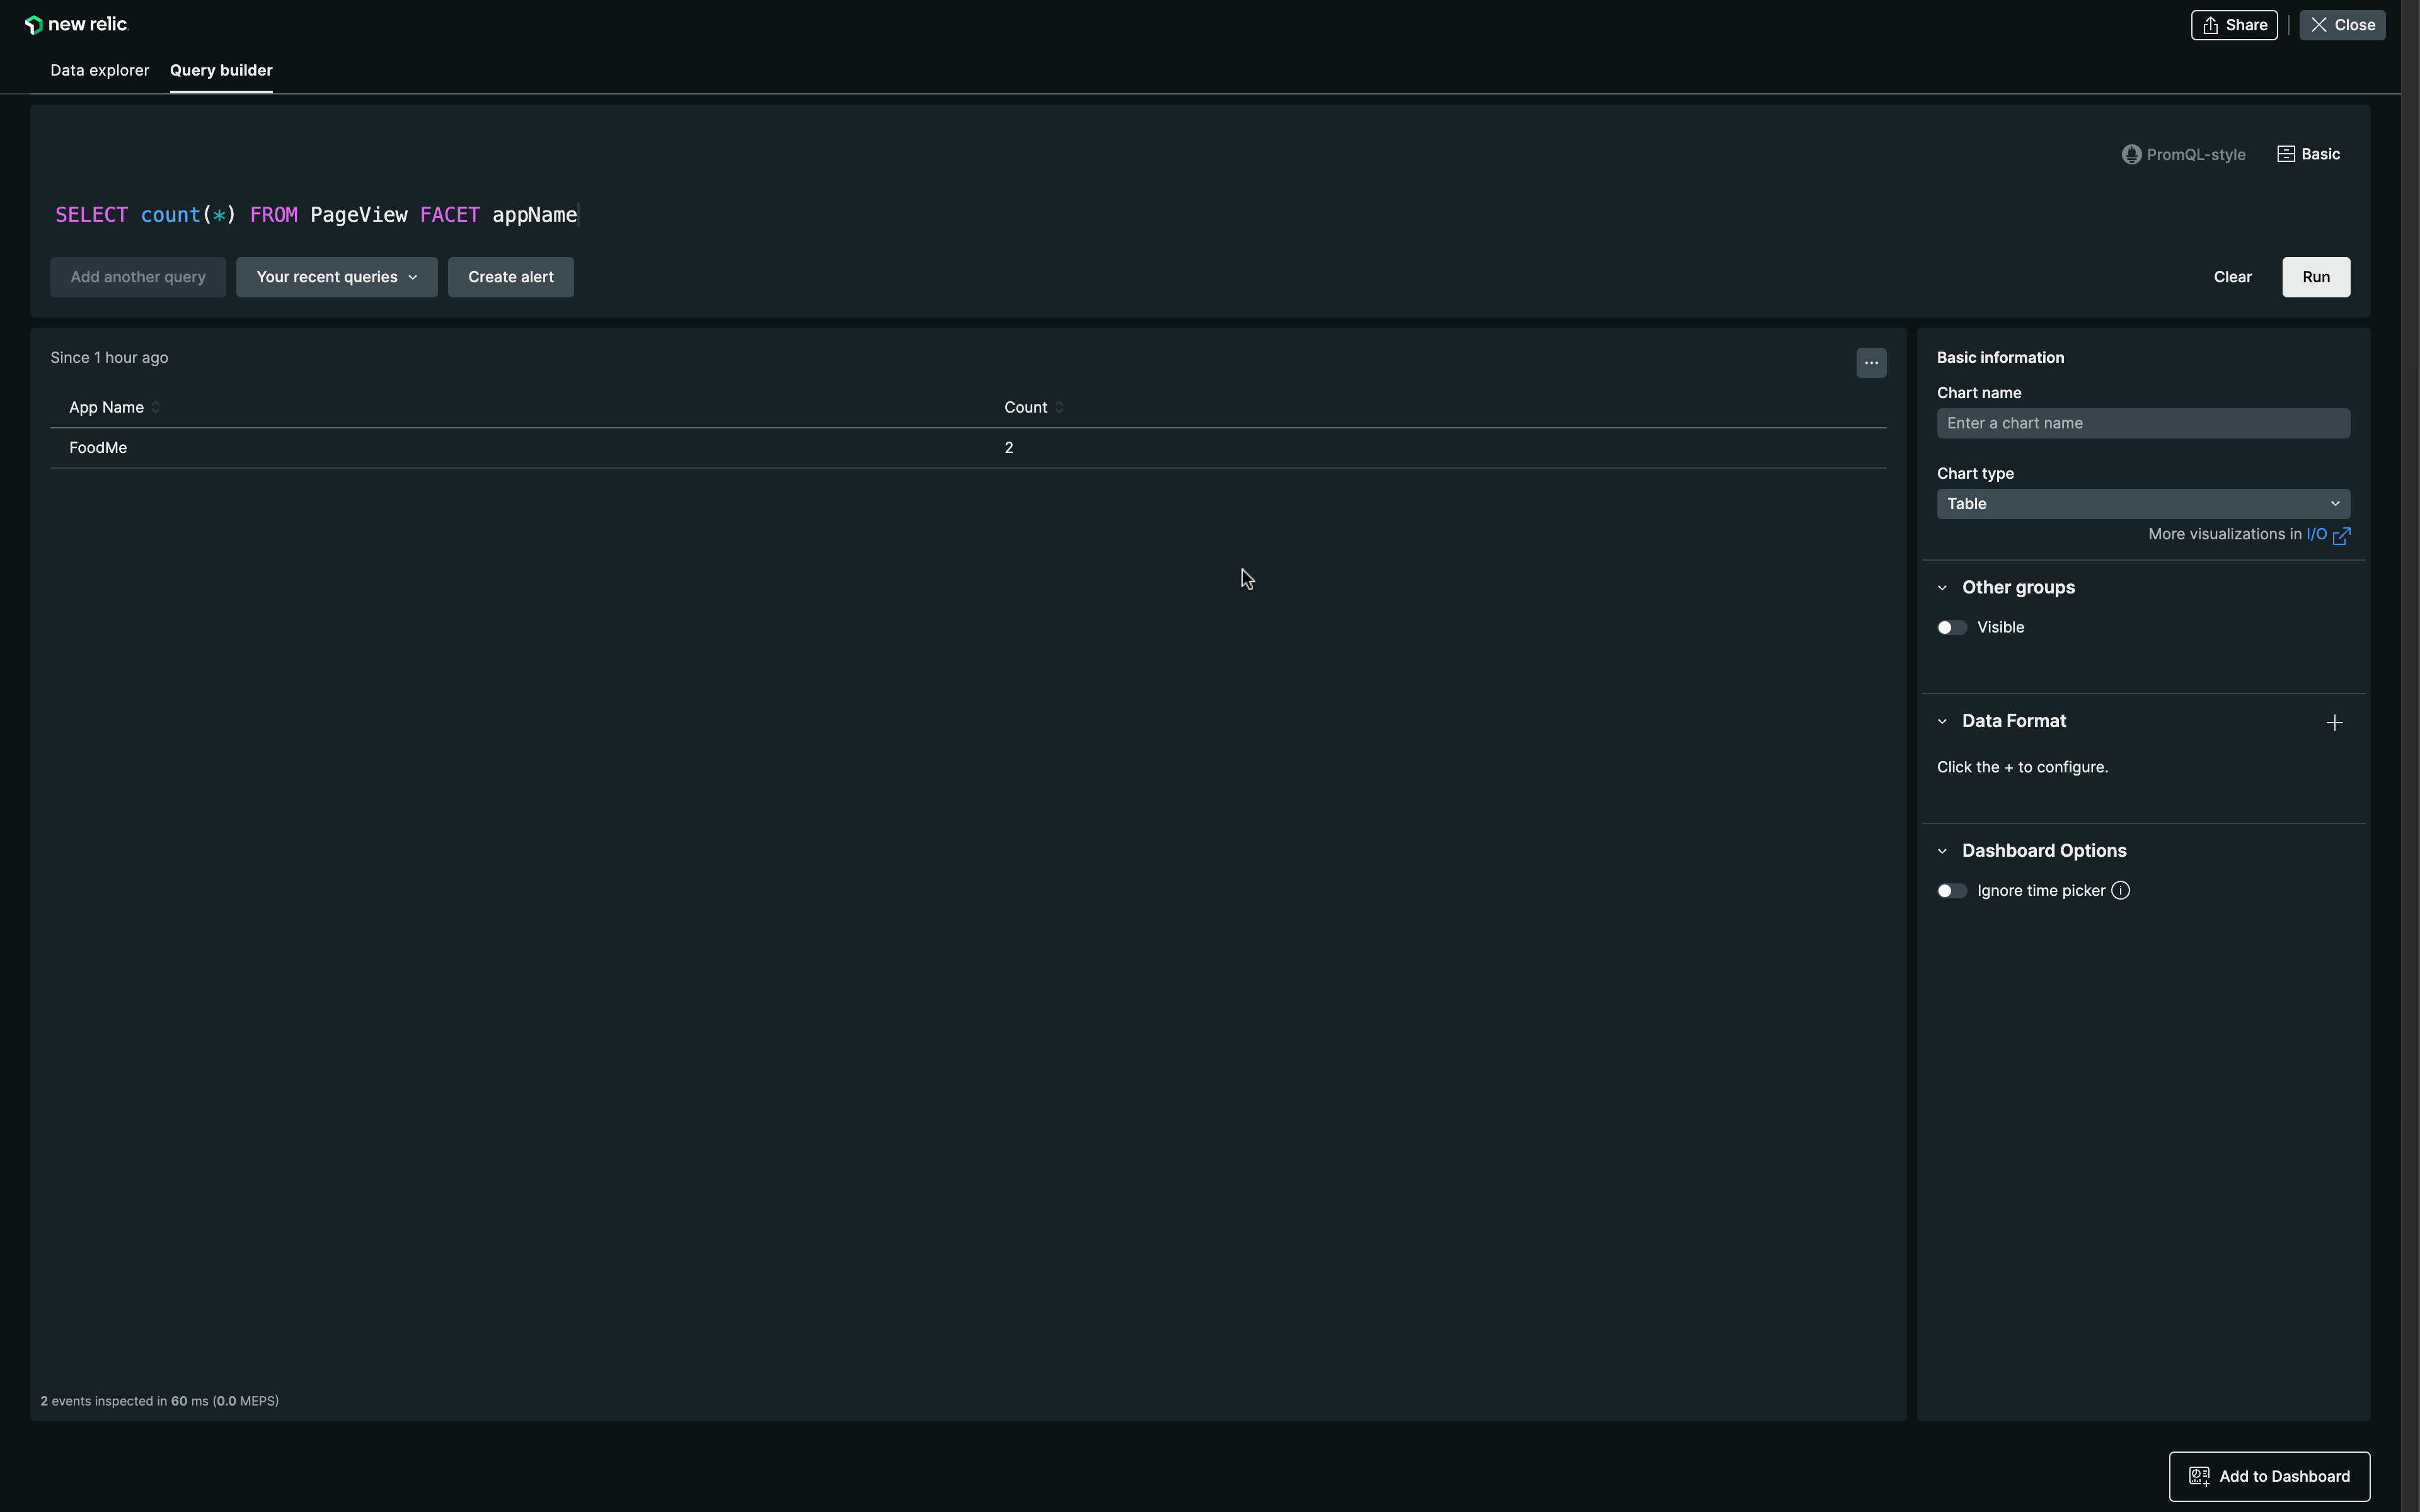 new relic.
Share
Close
Data explorer
Query builder
PromQL-style
Basic
SELECT count(*) FROM PageView FACET appName
Add another query
Your recent queries
Create alert
Clear
Run
Since 1 hour ago
...
App Name
Count
FoodMe
2
2 events inspected in 60 ms (0.0 MEPS)
Basic information
Chart name
Enter a chart name
Chart type
Table
More visualizations in I/O
Other groups
Visible
Data Format
Click the + to configure.
Dashboard Options
Ignore time picker
Add to Dashboard